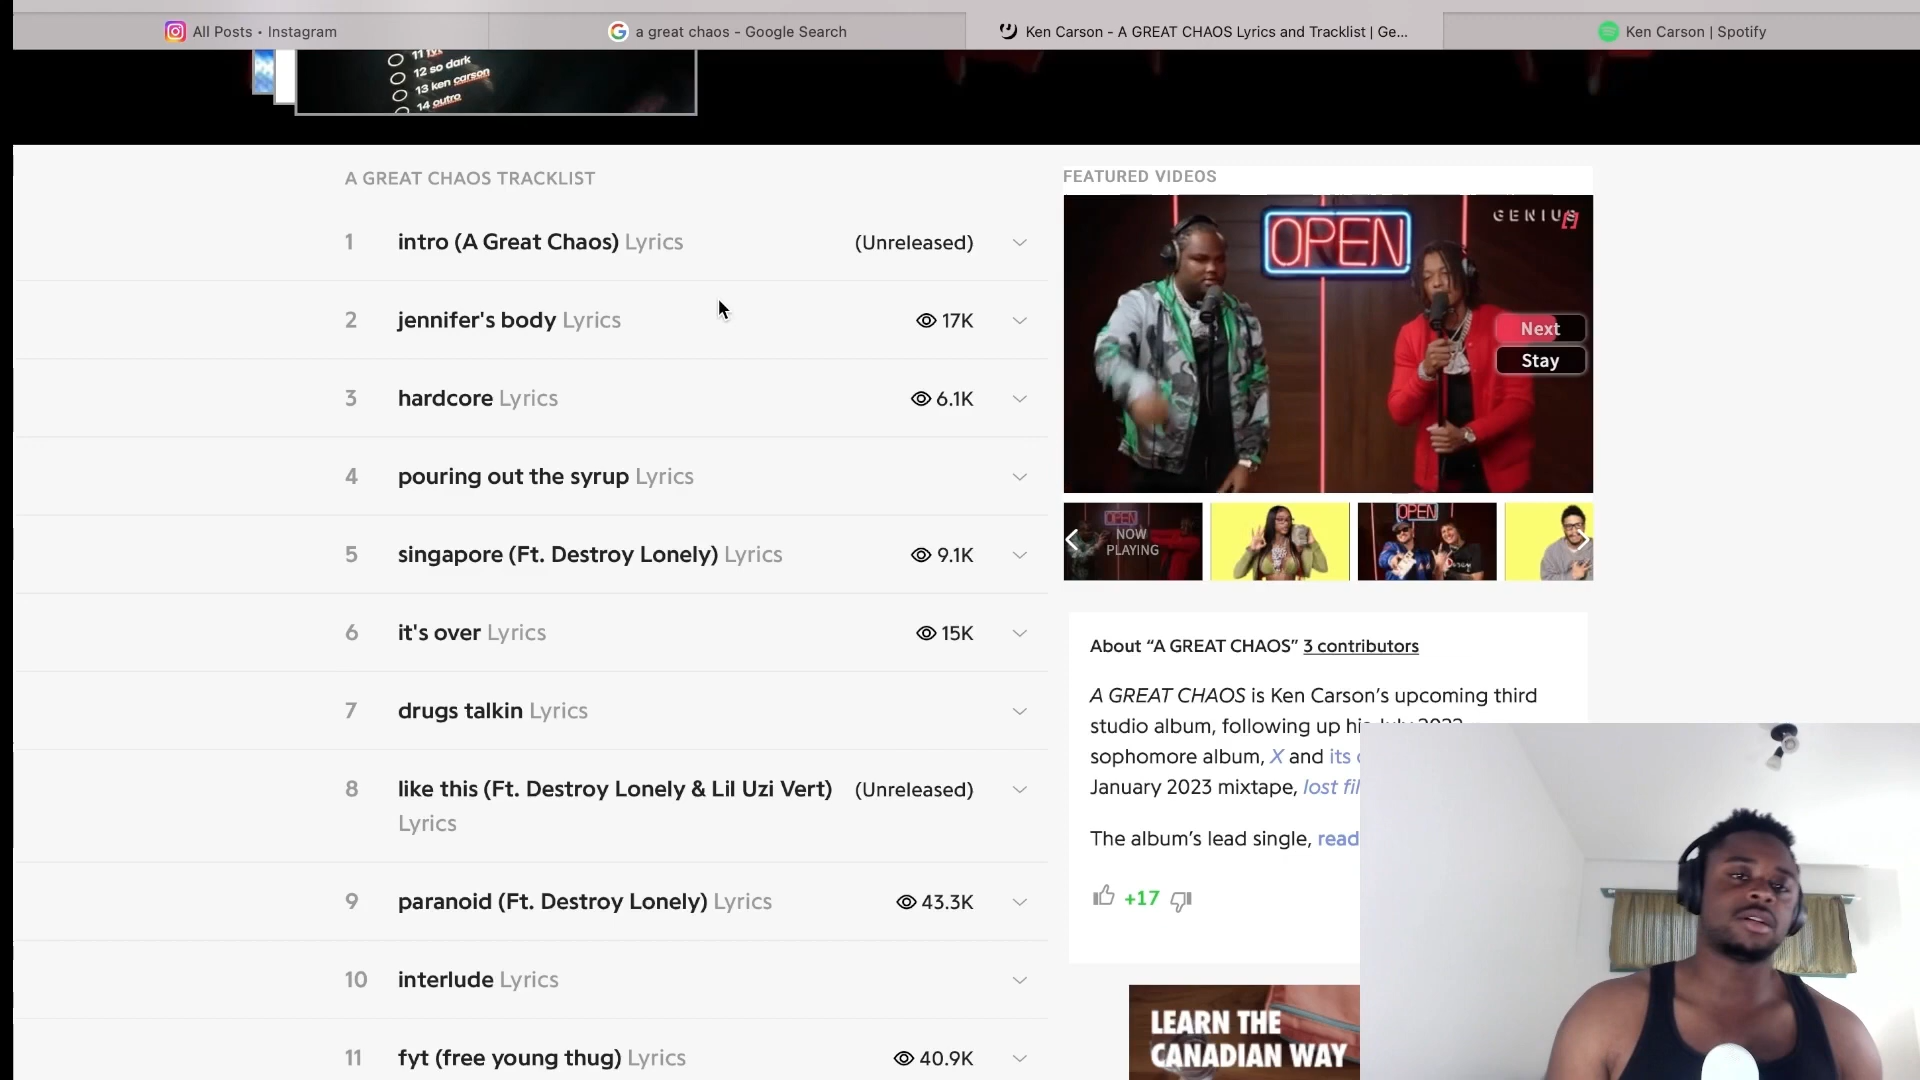 All Posts • Instagram
a great chaos - Google Search
Ken Carson - A GREAT CHAOS Lyrics and Tracklist | Ge...
Ken Carson | Spotify
12 so dark
13 ken carson
14 outro
A GREAT CHAOS TRACKLIST
1 intro (A Great Chaos) Lyrics (Unreleased)
2 jennifer's body Lyrics 17K
3 hardcore Lyrics 6.1K
4 pouring out the syrup Lyrics
5 singapore (Ft. Destroy Lonely) Lyrics 9.1K
6 it's over Lyrics 15K
7 drugs talkin Lyrics
8 like this (Ft. Destroy Lonely & Lil Uzi Vert) (Unreleased)
Lyrics
9 paranoid (Ft. Destroy Lonely) Lyrics 43.3K
10 interlude Lyrics
11 fyt (free young thug) Lyrics 40.9K
FEATURED VIDEOS
GENIUS
OPEN
Next
Stay
OPEN
NOW
PLAYING
OPEN
About “A GREAT CHAOS” 3 contributors
A GREAT CHAOS is Ken Carson’s upcoming third
studio album, following up his July 2022
sophomore album, X and its
January 2023 mixtape, lost fil
The album’s lead single, read
+17
LEARN THE
CANADIAN WAY